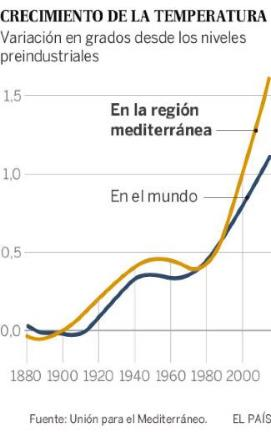 CRECIMIENTO DE LA TEMPERATURA
Variación en grados desde los niveles
preindustriales
1,5
En la región
mediterránea
1,0
En el mundo
0,5
0,0
1880 1900 1920 1940 1960 1980 2000
Fuente: Unión para el Mediterráneo. EL PAÍS